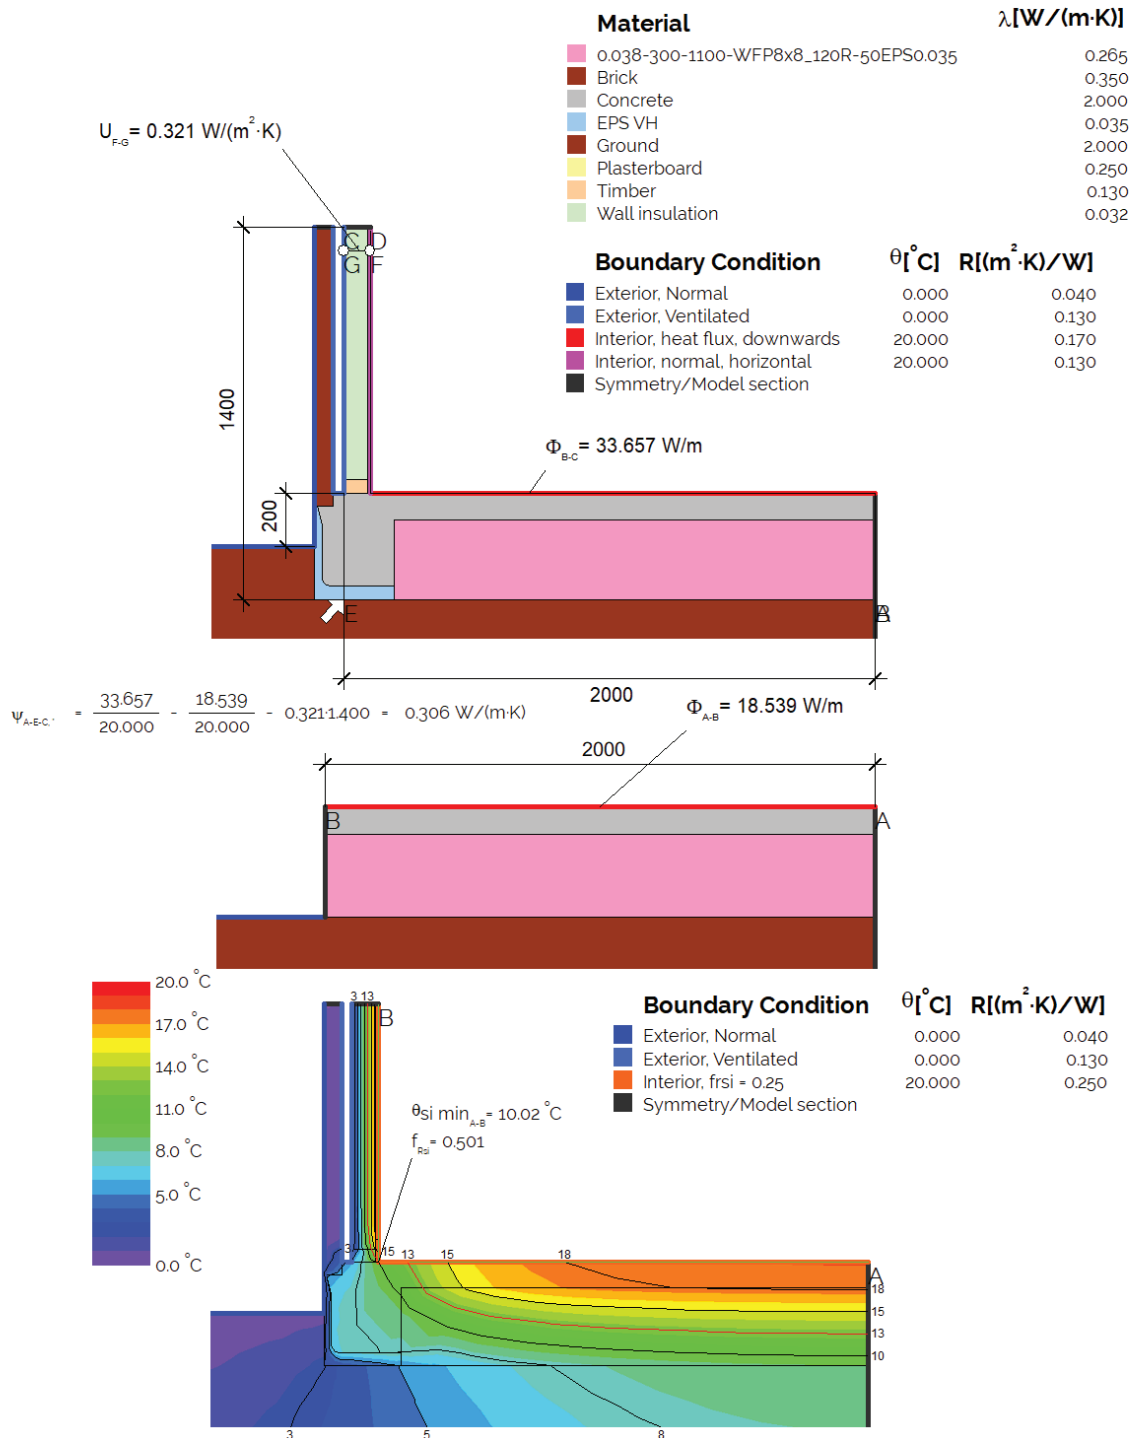 Material λ[W/(m·K)]
0.038-300-1100-WFP8x8_120R-50EPS0.035 0.265
Brick 0.350
Concrete 2.000
EPS VH 0.035
Ground 2.000
Plasterboard 0.250
Timber 0.130
Wall insulation 0.032
U F-G = 0.321 W/(m²·K)
C D
G F
Boundary Condition θ[°C] R[(m²·K)/W]
Exterior, Normal 0.000 0.040
Exterior, Ventilated 0.000 0.130
Interior, heat flux, downwards 20.000 0.170
Interior, normal, horizontal 20.000 0.130
Symmetry/Model section
1400
Φ B-C = 33.657 W/m
200
E
A
B
2000
Ψ A-E-C, * = 33.657/20.000 - 18.539/20.000 - 0.321·1.400 = 0.306 W/(m·K)
Φ A-B = 18.539 W/m
2000
B A
20.0 °C
17.0 °C
14.0 °C
11.0 °C
8.0 °C
5.0 °C
0.0 °C
3 13
B
Boundary Condition θ[°C] R[(m²·K)/W]
Exterior, Normal 0.000 0.040
Exterior, Ventilated 0.000 0.130
Interior, frsi = 0.25 20.000 0.250
Symmetry/Model section
θsi min A-B = 10.02 °C
f Rsi = 0.501
3 15 13 15 18
A
18
15
13
10
3 5 8